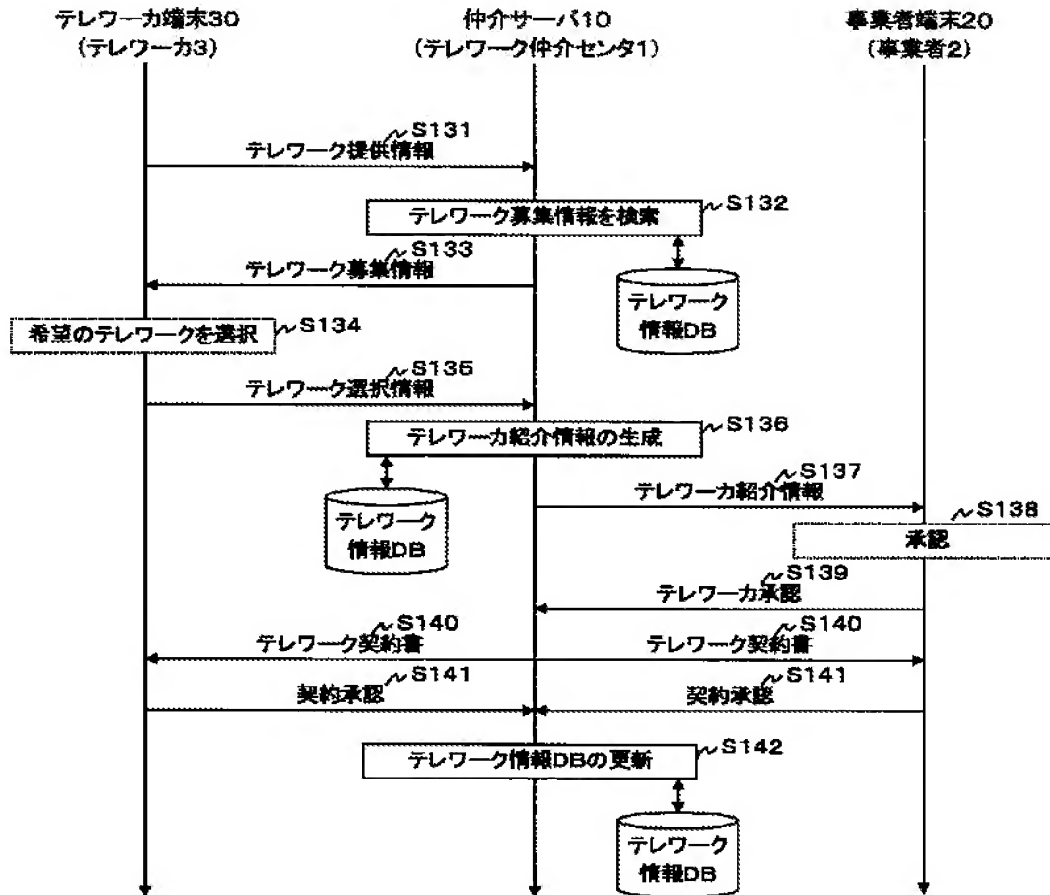 テレワーカ端末30
(テレワーカ3)
仲介サーバ10
(テレワーク仲介センタ1)
事業者端末20
(事業者2)
S131
テレワーク提供情報
テレワーク募集情報を検索
S132
S133
テレワーク募集情報
テレワーク
情報DB
希望のテレワークを選択
S134
S135
テレワーク選択情報
テレワーカ紹介情報の生成
S136
テレワーク
情報DB
S137
テレワーカ紹介情報
S138
承認
S139
テレワーカ承認
S140
テレワーク契約書
S140
テレワーク契約書
S141
契約承認
S141
契約承認
テレワーク情報DBの更新
S142
テレワーク
情報DB